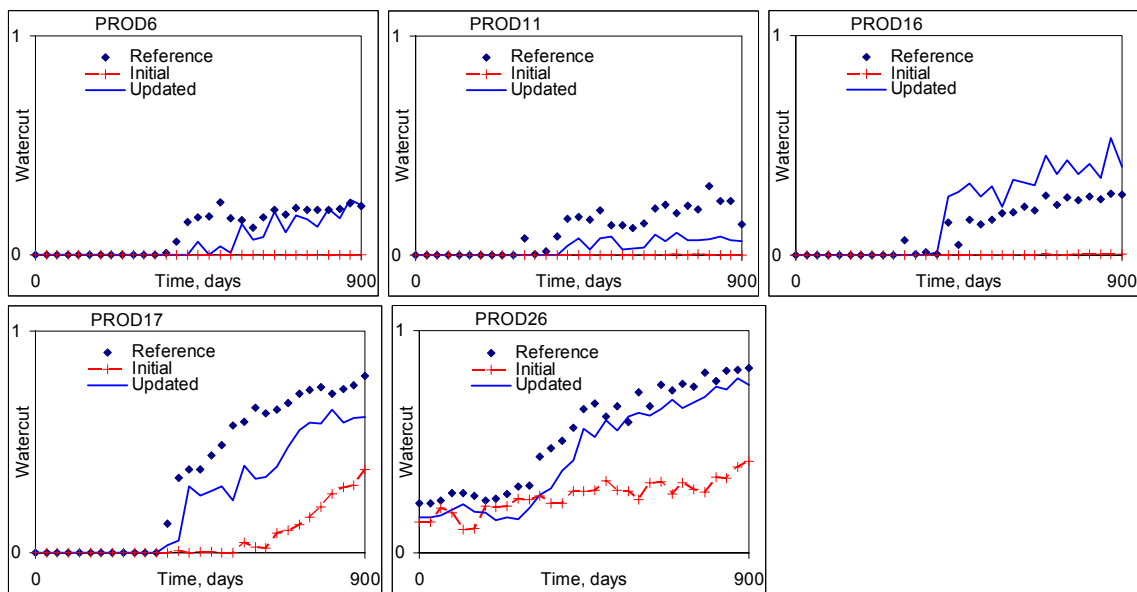 PROD6
1
Reference
Initial
Updated
Watercut
0
0
Time, days
900
PROD11
1
Reference
Initial
Updated
Watercut
0
0
Time, days
900
PROD16
1
Reference
Initial
Updated
Watercut
0
0
Time, days
900
PROD17
1
Reference
Initial
Updated
Watercut
0
0
Time, days
900
PROD26
1
Reference
Initial
Updated
Watercut
0
0
Time, days
900